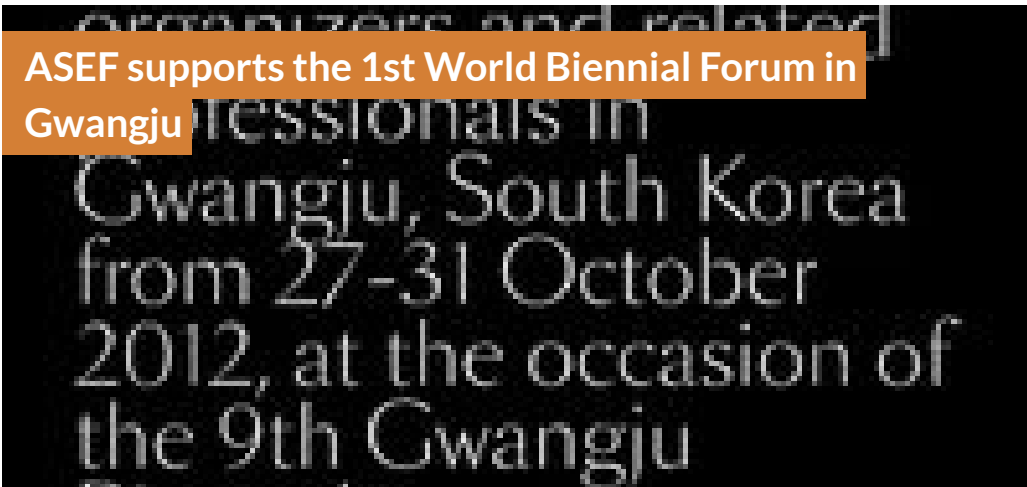 organizers and related
ASEF supports the 1st World Biennial Forum in
Gwangju
professionals in
Gwangju, South Korea
from 27-31 October
2012, at the occasion of
the 9th Gwangju